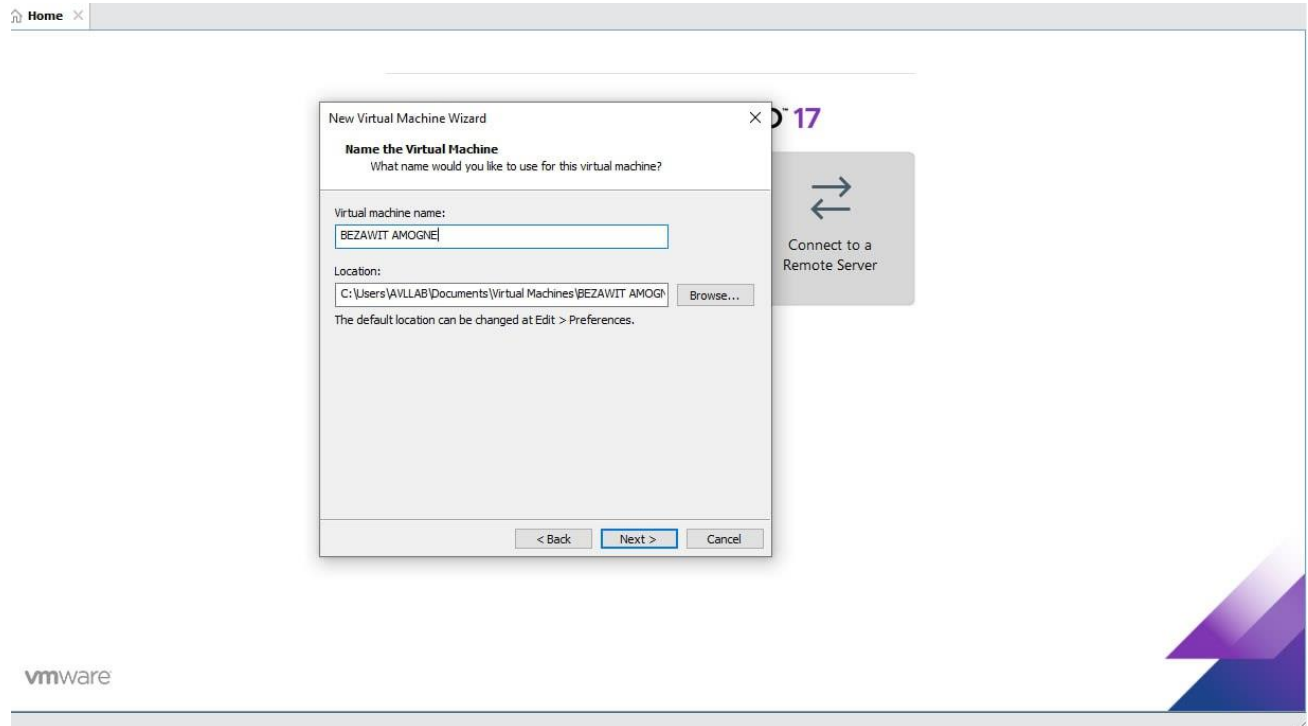 Home
New Virtual Machine Wizard
17
Name the Virtual Machine
What name would you like to use for this virtual machine?
Virtual machine name:
BEZAWIT AMOGNE
Connect to a
Remote Server
Location:
C:\Users\AVLLAB\Documents\Virtual Machines\BEZAWIT AMOGN
Browse...
The default location can be changed at Edit > Preferences.
< Back
Next >
Cancel
vmware